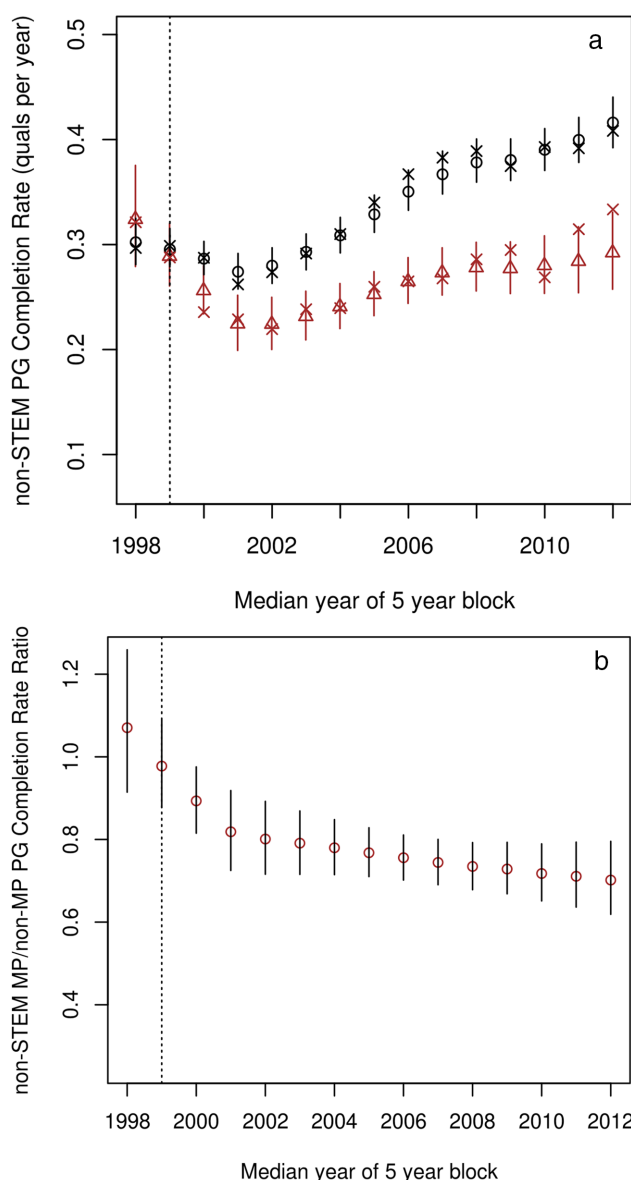 a
non-STEM PG Completion Rate (quals per year)
0.5
0.4
0.3
0.2
0.1
1998 2002 2006 2010
Median year of 5 year block
b
non-STEM MP/non-MP PG Completion Rate Ratio
1.2
1.0
0.8
0.6
0.4
1998 2000 2002 2004 2006 2008 2010 2012
Median year of 5 year block